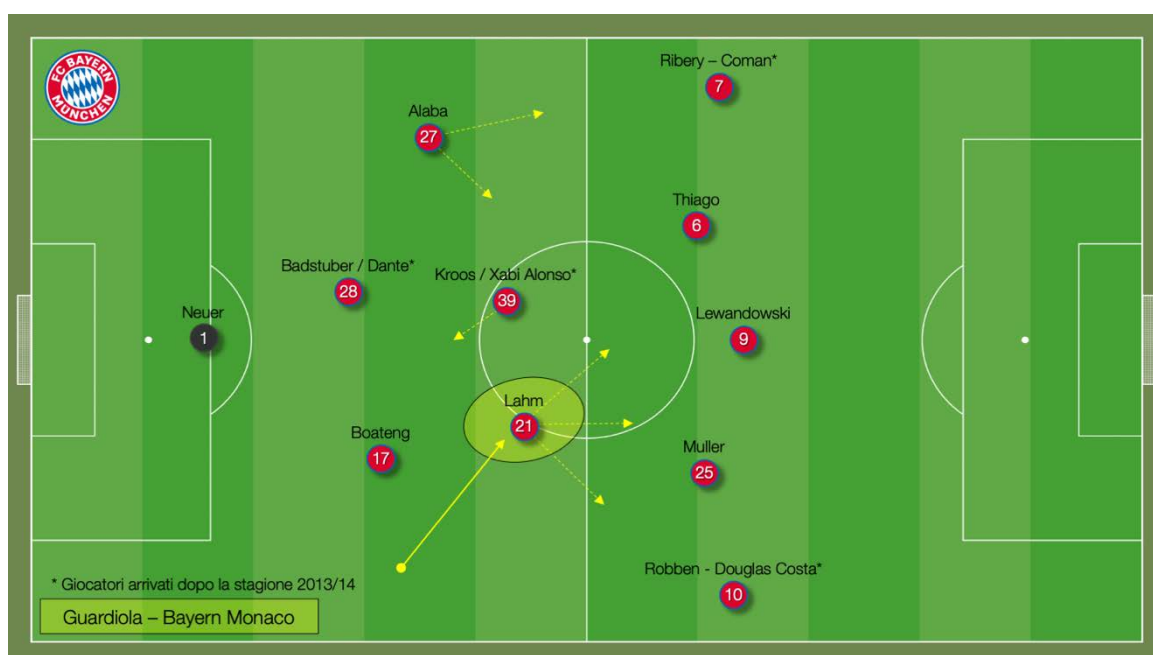 FC BAYERN
MÜNCHEN
Ribery – Coman*
7
Alaba
27
Thiago
6
Badstuber / Dante*
28
Kroos / Xabi Alonso*
39
Neuer
1
Lewandowski
9
Lahm
21
Boateng
17
Muller
25
Robben - Douglas Costa*
10
* Giocatori arrivati dopo la stagione 2013/14
Guardiola – Bayern Monaco